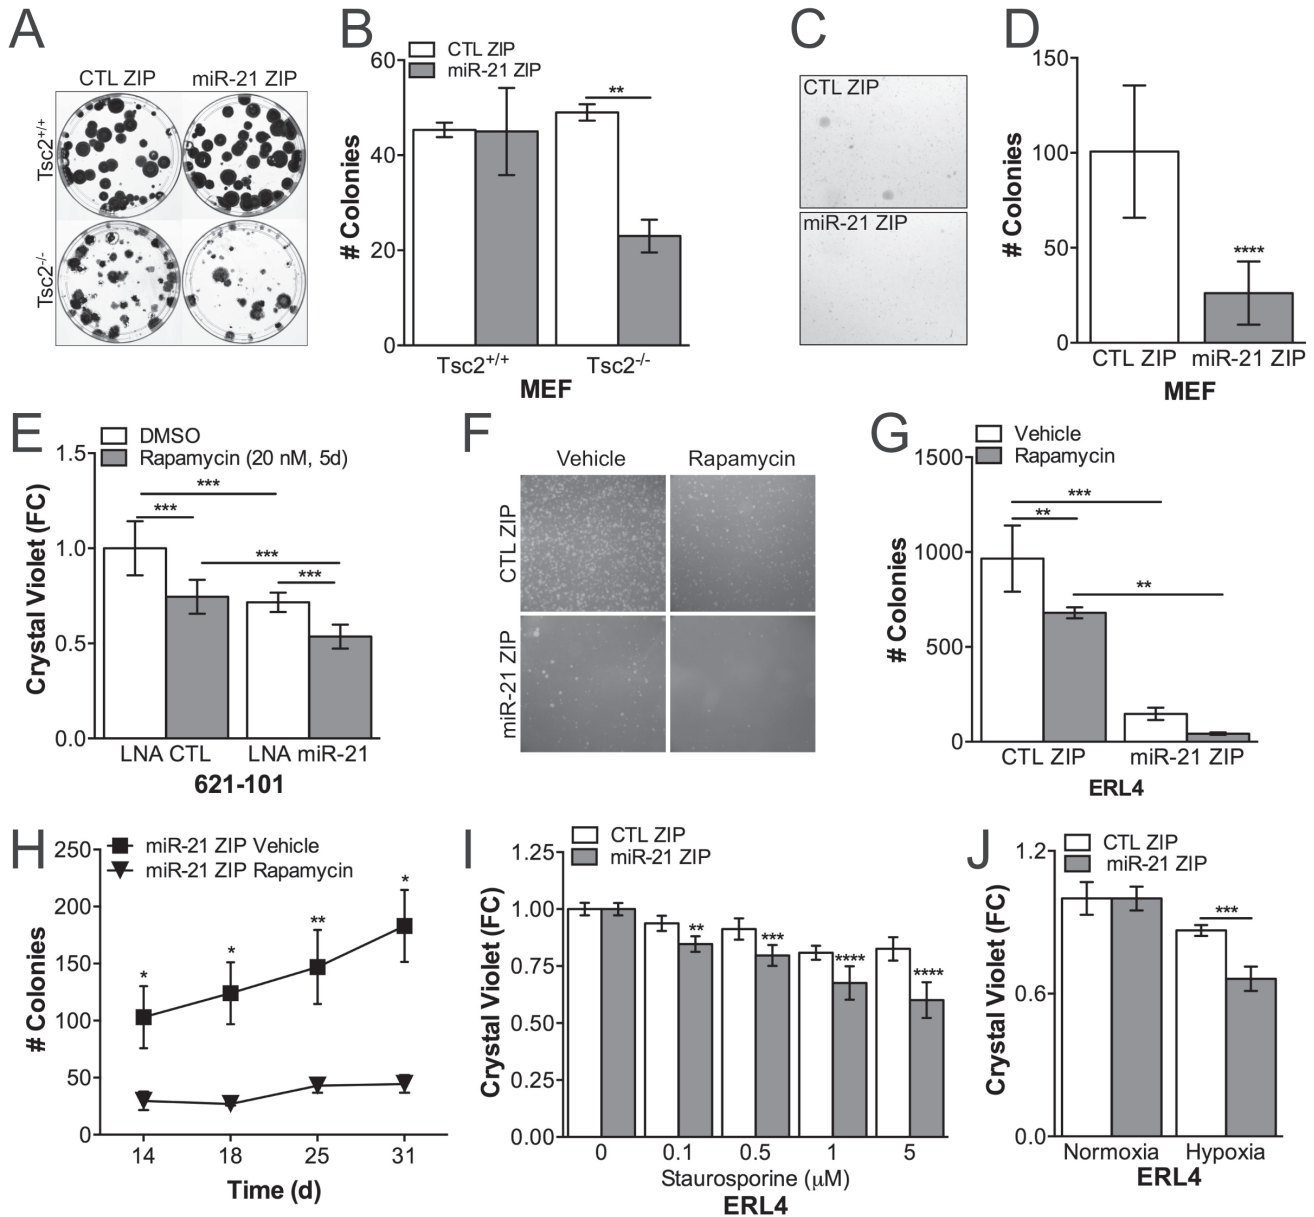 A
CTL ZIP miR-21 ZIP
Tsc2+/+
Tsc2-/-
B
CTL ZIP
miR-21 ZIP
60
40
20
0
# Colonies
**
Tsc2+/+ Tsc2-/-
MEF
C
CTL ZIP
miR-21 ZIP
D
150
100
50
0
# Colonies
****
CTL ZIP miR-21 ZIP
MEF
E
DMSO
Rapamycin (20 nM, 5d)
1.5
1.0
0.5
0.0
Crystal Violet (FC)
***
***
***
***
LNA CTL LNA miR-21
621-101
F
Vehicle Rapamycin
CTL ZIP
miR-21 ZIP
G
Vehicle
Rapamycin
1500
1000
500
0
# Colonies
***
**
**
CTL ZIP miR-21 ZIP
ERL4
H
miR-21 ZIP Vehicle
miR-21 ZIP Rapamycin
250
200
150
100
50
0
# Colonies
* * ** *
14 18 25 31
Time (d)
I
CTL ZIP
miR-21 ZIP
1.25
1.00
0.75
0.50
0.25
0.00
Crystal Violet (FC)
** *** **** ****
0 0.1 0.5 1 5
Staurosporine (µM)
ERL4
J
CTL ZIP
miR-21 ZIP
1.2
0.6
0.0
Crystal Violet (FC)
***
Normoxia Hypoxia
ERL4